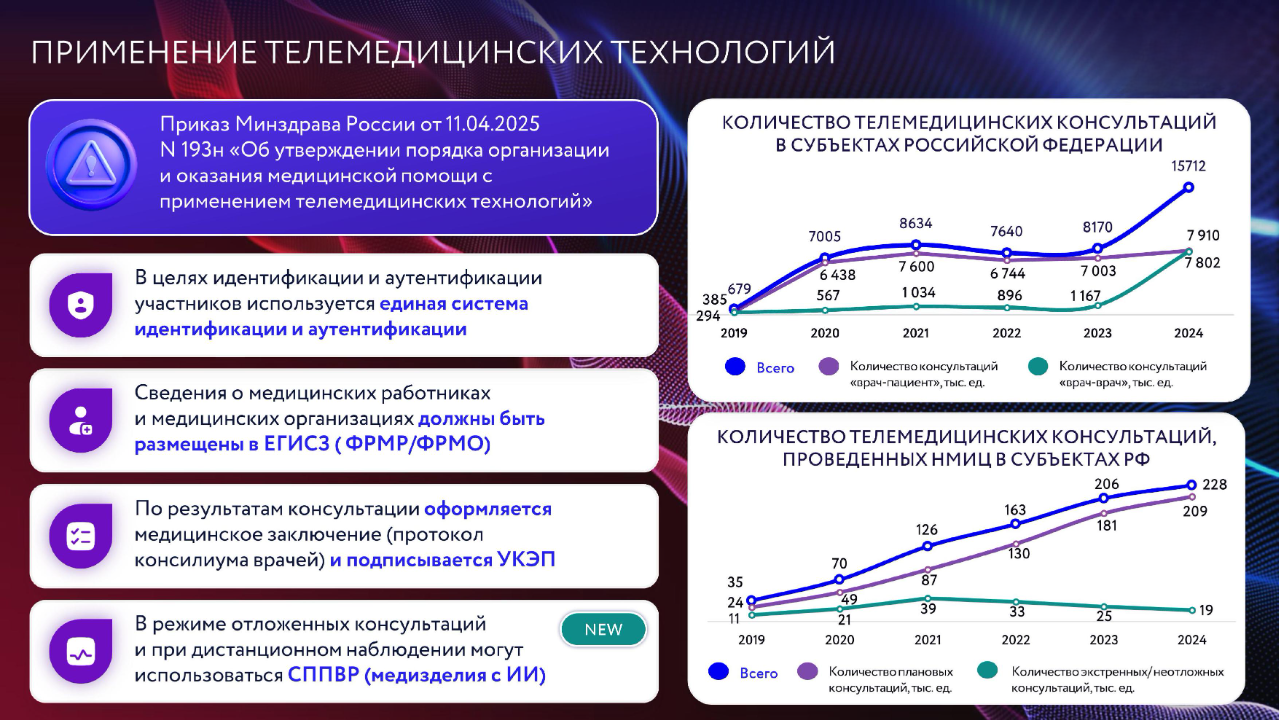 ПРИМЕНЕНИЕ ТЕЛЕМЕДИЦИНСКИХ ТЕХНОЛОГИЙ
Приказ Минздрава России от 11.04.2025
N 193н «Об утверждении порядка организации
и оказания медицинской помощи с
применением телемедицинских технологий»
В целях идентификации и аутентификации
участников используется единая система
идентификации и аутентификации
Сведения о медицинских работниках
и медицинских организациях должны быть
размещены в ЕГИСЗ ( ФРМР/ФРМО)
По результатам консультации оформляется
медицинское заключение (протокол
консилиума врачей) и подписывается УКЭП
В режиме отложенных консультаций
и при дистанционном наблюдении могут
использоваться СППВР (медизделия с ИИ)
NEW
КОЛИЧЕСТВО ТЕЛЕМЕДИЦИНСКИХ КОНСУЛЬТАЦИЙ
В СУБЪЕКТАХ РОССИЙСКОЙ ФЕДЕРАЦИИ
679 7005 8634 7640 8170 15712
385 6 438 7 600 6 744 7 003 7 910
294 567 1 034 896 1 167 7 802
2019 2020 2021 2022 2023 2024
Всего
Количество консультаций
«врач-пациент», тыс. ед.
Количество консультаций
«врач-врач», тыс. ед.
КОЛИЧЕСТВО ТЕЛЕМЕДИЦИНСКИХ КОНСУЛЬТАЦИЙ,
ПРОВЕДЕННЫХ НМИЦ В СУБЪЕКТАХ РФ
35 70 126 163 206 228
24 49 87 130 181 209
11 21 39 33 25 19
2019 2020 2021 2022 2023 2024
Всего
Количество плановых
консультаций, тыс. ед.
Количество экстренных/неотложных
консультаций, тыс. ед.